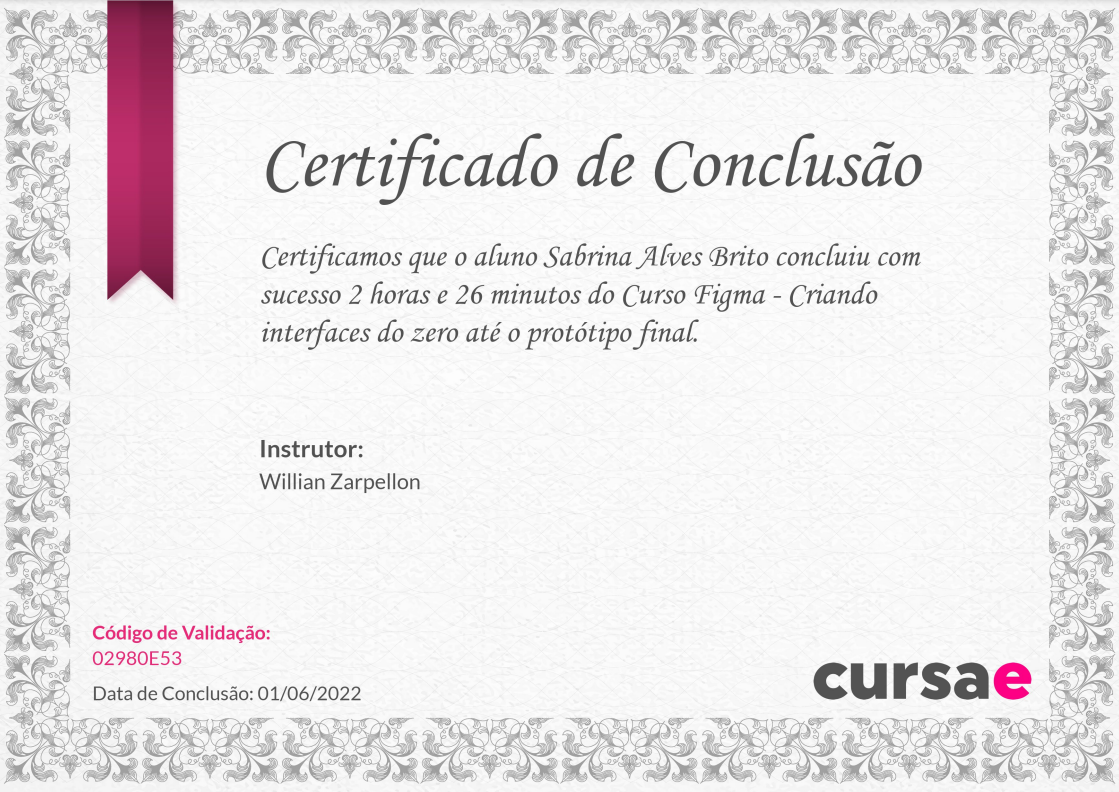 Certificado de Conclusão
Certificamos que o aluno Sabrina Alves Brito concluiu com
sucesso 2 horas e 26 minutos do Curso Figma - Criando
interfaces do zero até o protótipo final.
Instrutor:
Willian Zarpellon
Código de Validação:
02980E53
Data de Conclusão: 01/06/2022
cursae